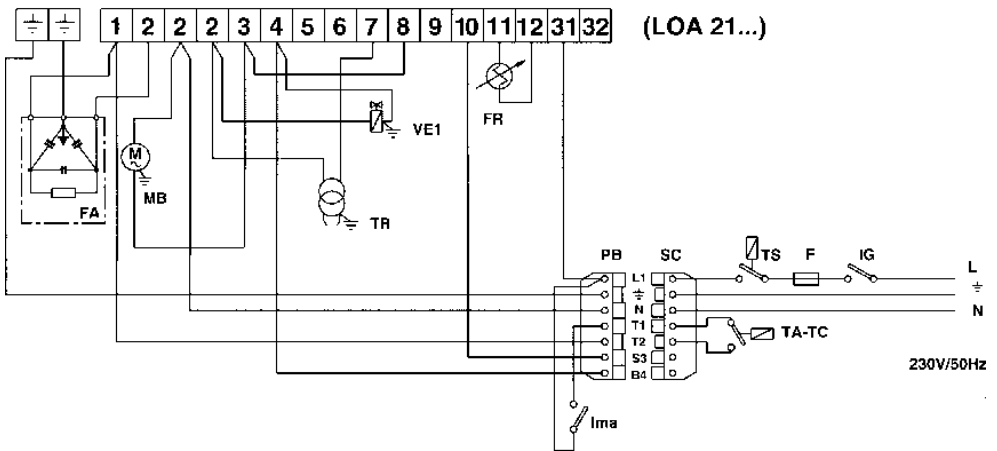 1 2 2 2 3 4 5 6 7 8 9 10 11 12 31 32 (LOA 21...)
FR
VE1
M
~
MB
FA
TR
PB SC TS F IG
L1 L
N N
T1
T2 TA-TC
S3
B4
230V/50Hz
Ima